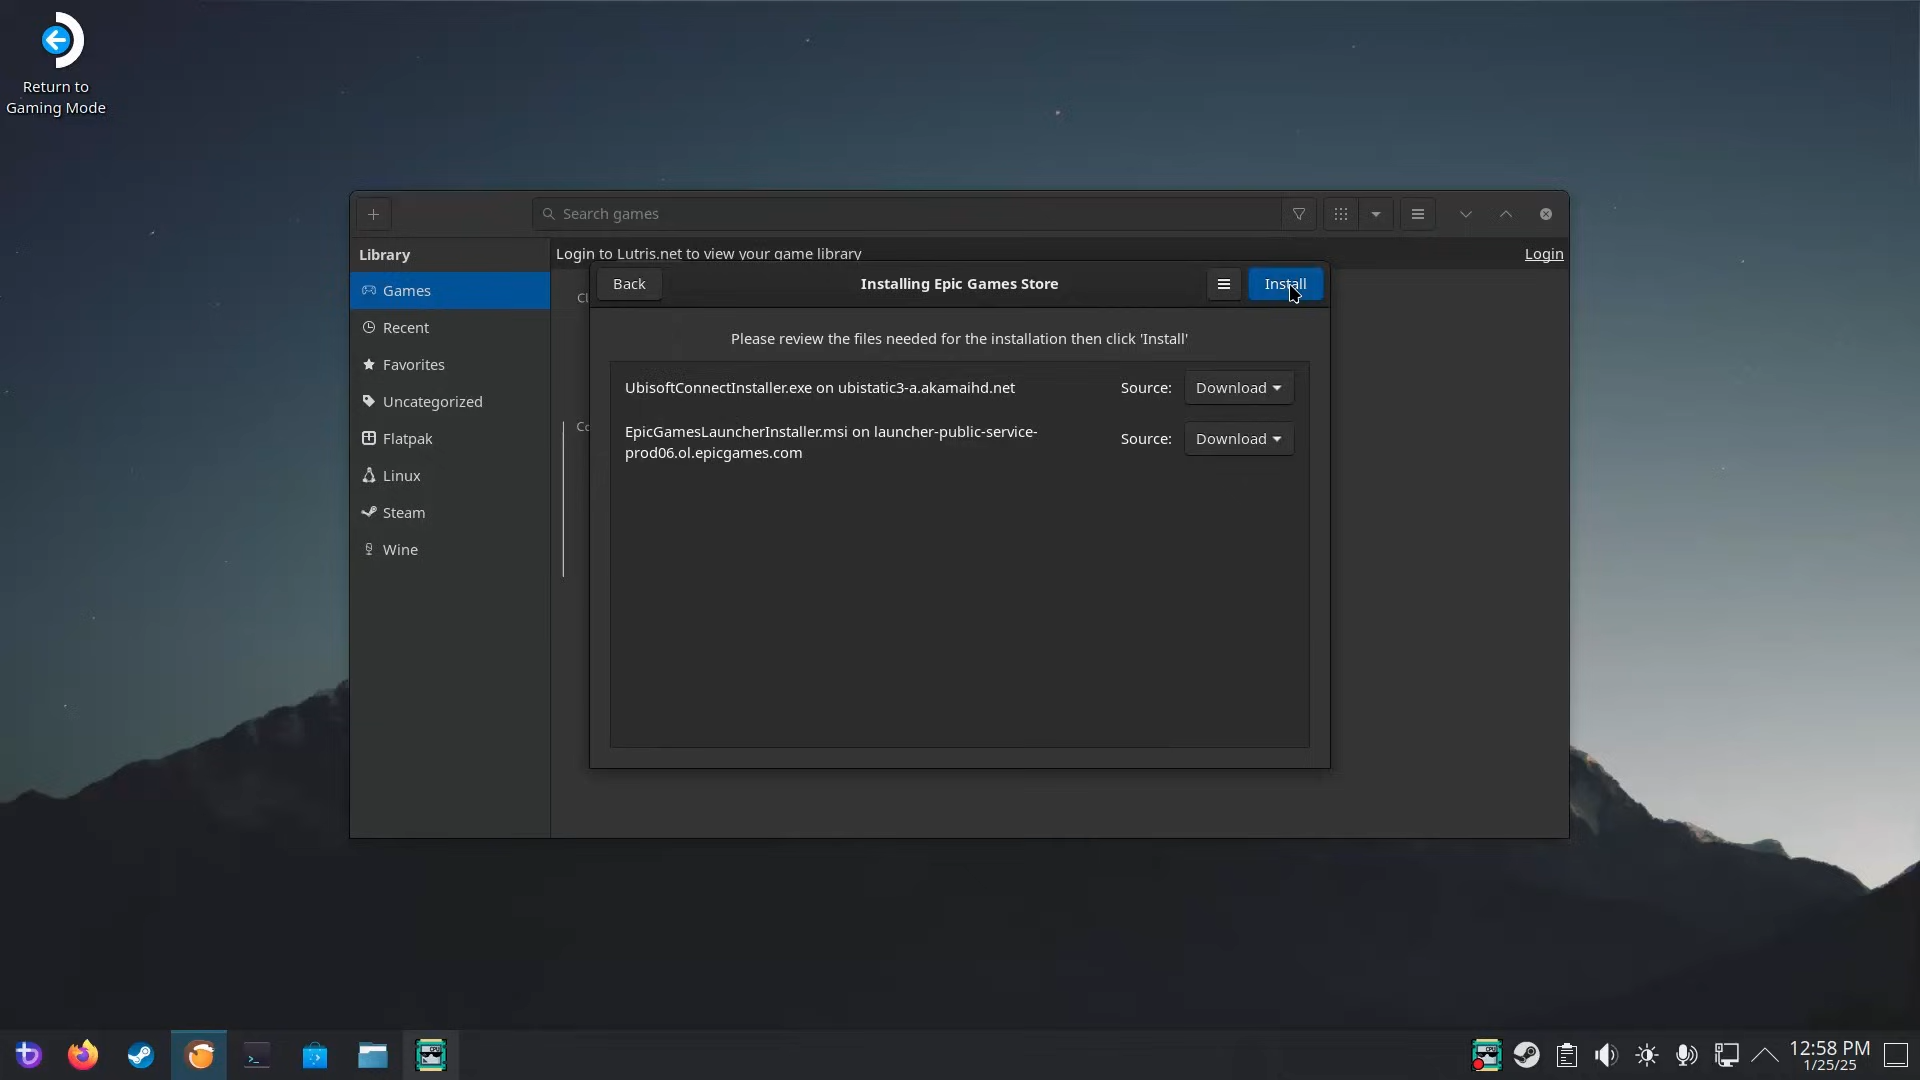 Return to
Gaming Mode
Search games
Library
Login to Lutris.net to view your game library
Login
Games
Recent
Favorites
Uncategorized
Flatpak
Linux
Steam
Wine
Back
Installing Epic Games Store
Install
Please review the files needed for the installation then click 'Install'
UbisoftConnectInstaller.exe on ubistatic3-a.akamaihd.net
Source:
Download
EpicGamesLauncherInstaller.msi on launcher-public-service-
prod06.ol.epicgames.com
Source:
Download
12:58 PM
1/25/25